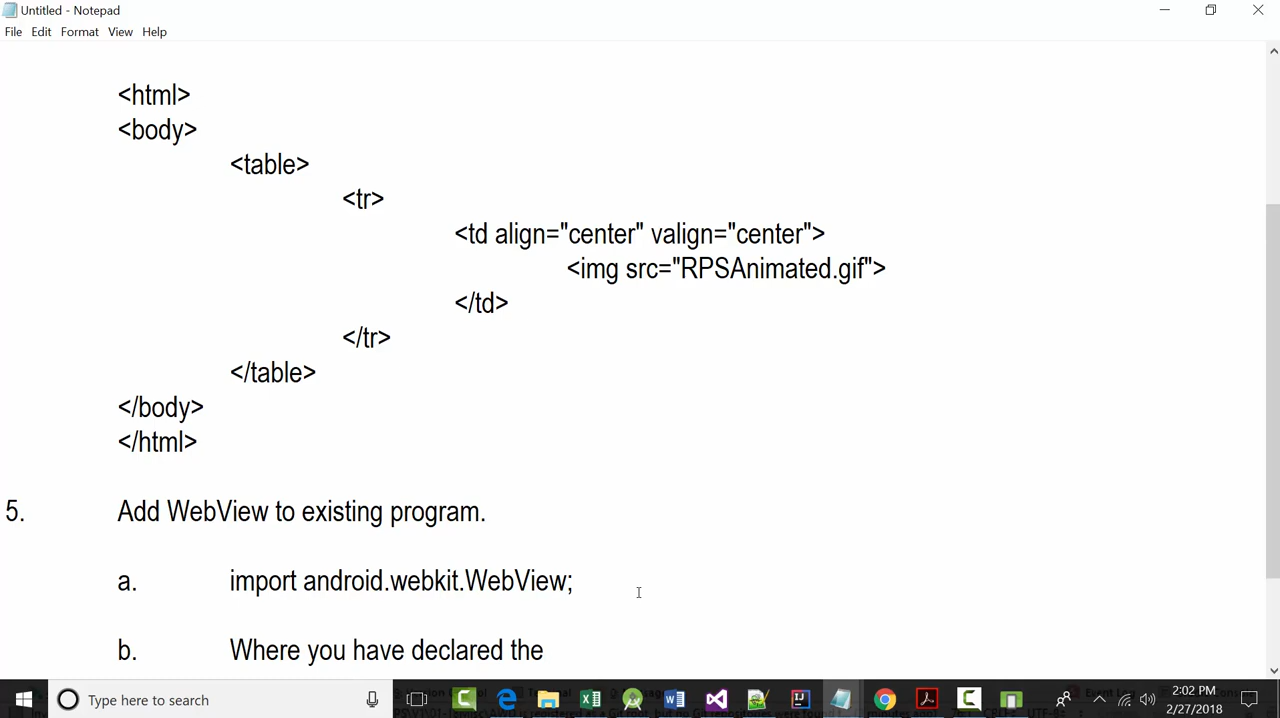 Untitled - Notepad
File Edit Format View Help
<html>
<body>
<table>
<tr>
<td align="center" valign="center">
<img src="RPSAnimated.gif">
</td>
</tr>
</table>
</body>
</html>
5. Add WebView to existing program.
a. import android.webkit.WebView;
b. Where you have declared the
Type here to search
2:02 PM
2/27/2018